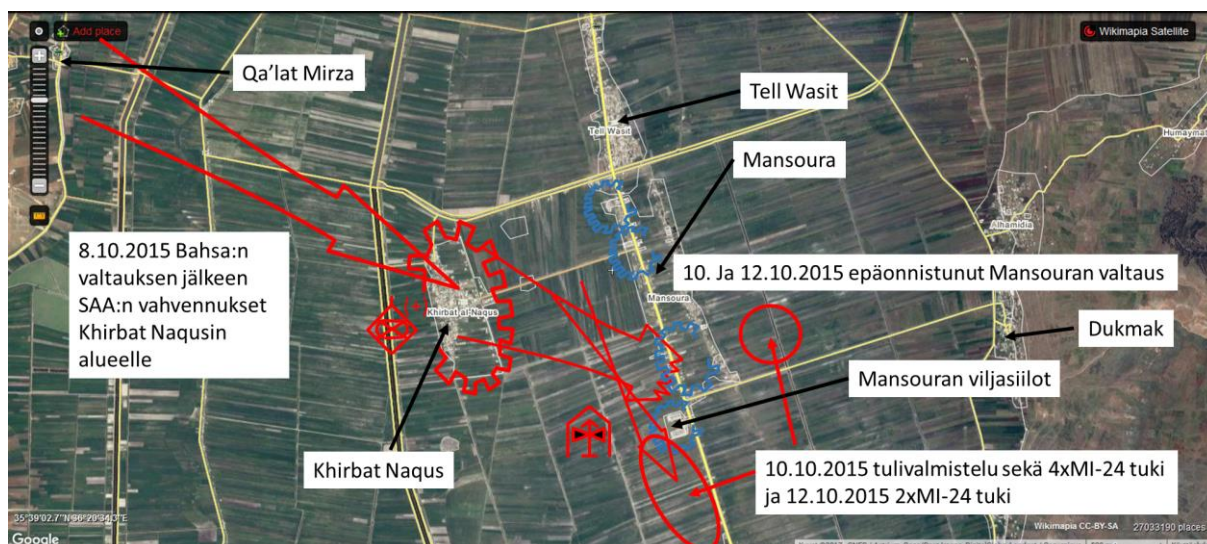 Add place
Wikimapia Satellite
Qa'lat Mirza
Tell Wasit
Tell Wasit
Mansoura
Humaymat
Alhamidia
8.10.2015 Bahsa:n
valtauksen jälkeen
SAA:n vahvennukset
Khirbat Naqusin
alueelle
10. Ja 12.10.2015 epäonnistunut Mansouran valtaus
Mansoura
(+)
Khirbat al-Naqus
Dukmak
Mansouran viljasiilot
Khirbat Naqus
10.10.2015 tulivalmistelu sekä 4xMI-24 tuki
ja 12.10.2015 2xMI-24 tuki
Wikimapia CC-BY-SA
27033190 places
Google